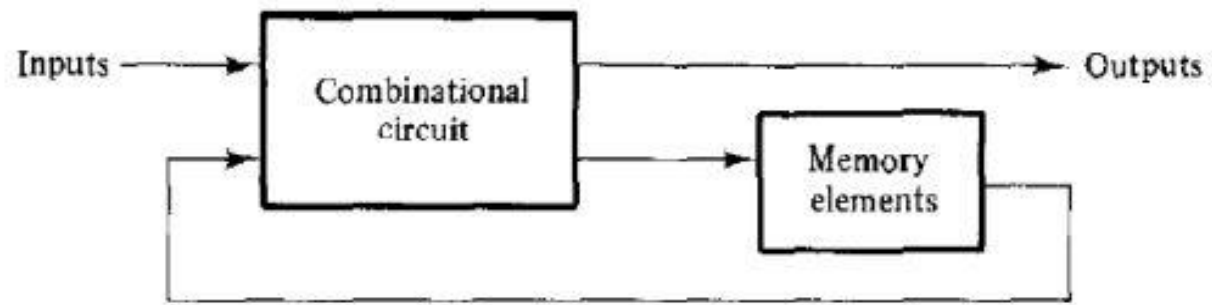 Inputs
Combinational
circuit
Outputs
Memory
elements